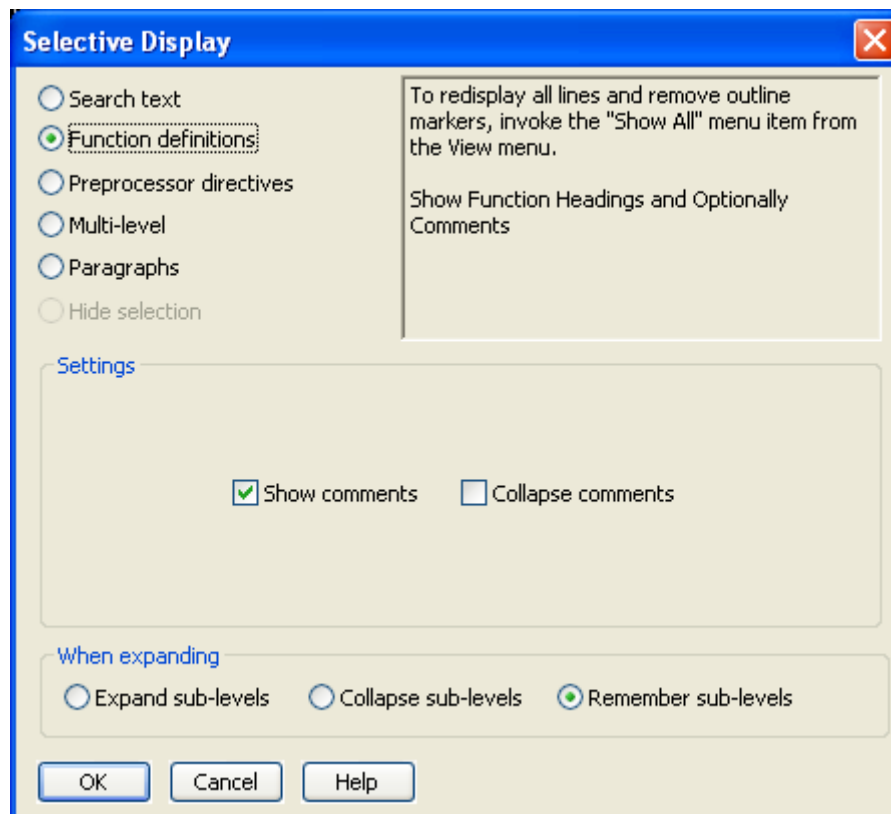 Selective Display
Search text
Function definitions
Preprocessor directives
Multi-level
Paragraphs
Hide selection
To redisplay all lines and remove outline
markers, invoke the "Show All" menu item from
the View menu.
Show Function Headings and Optionally
Comments
Settings
Show comments Collapse comments
When expanding
Expand sub-levels Collapse sub-levels Remember sub-levels
OK Cancel Help